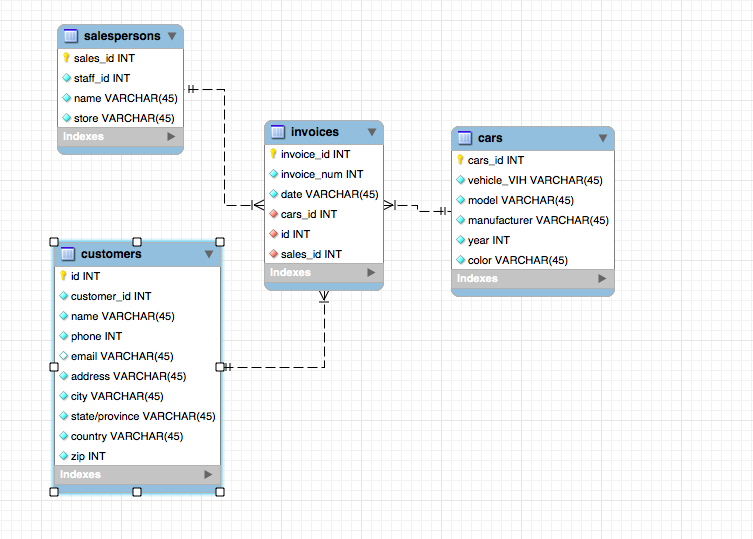 salespersons
sales_id INT
staff_id INT
name VARCHAR(45)
store VARCHAR(45)
Indexes
invoices
invoice_id INT
invoice_num INT
date VARCHAR(45)
cars_id INT
id INT
sales_id INT
Indexes
cars
cars_id INT
vehicle_VIH VARCHAR(45)
model VARCHAR(45)
manufacturer VARCHAR(45)
year INT
color VARCHAR(45)
Indexes
customers
id INT
customer_id INT
name VARCHAR(45)
phone INT
email VARCHAR(45)
address VARCHAR(45)
city VARCHAR(45)
state/province VARCHAR(45)
country VARCHAR(45)
zip INT
Indexes